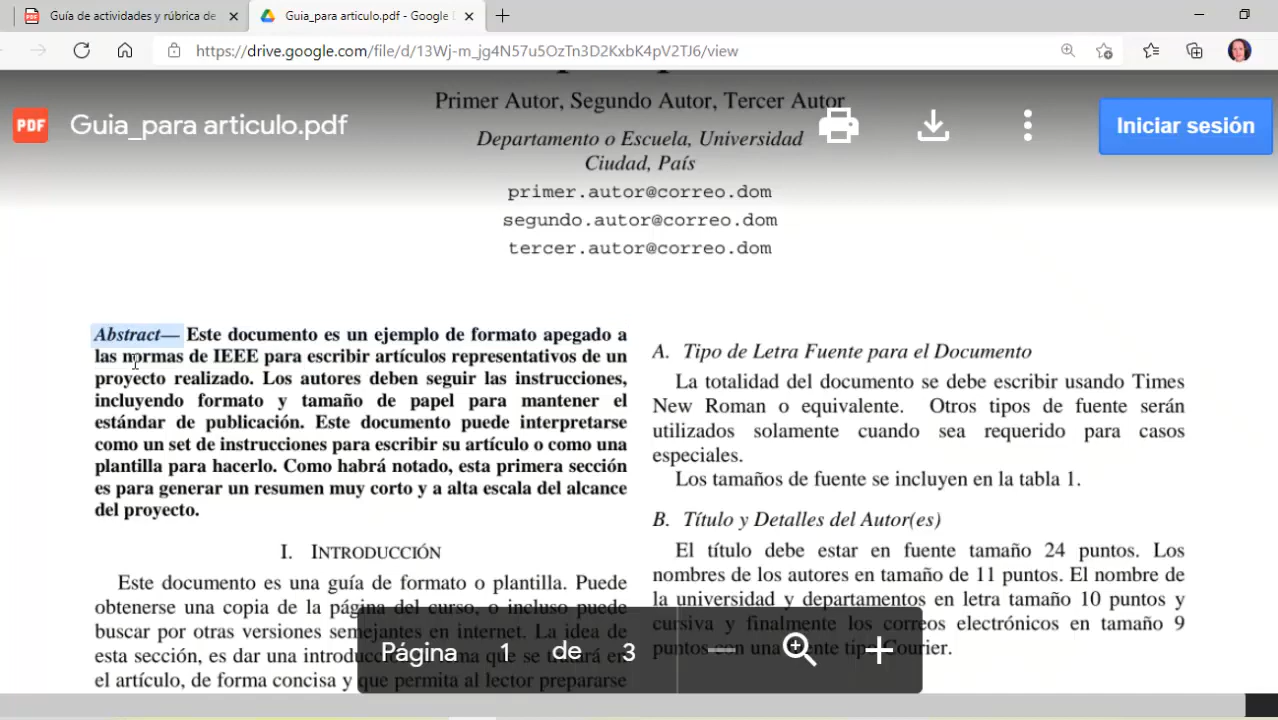 Guía de actividades y rúbrica de
Guia_para articulo.pdf - Google
https://drive.google.com/file/d/13Wj-m_jg4N57u5OzTn3D2KxbK4pV2TJ6/view
PDF
Guia_para articulo.pdf
Iniciar sesión
Primer Autor, Segundo Autor, Tercer Autor
Departamento o Escuela, Universidad
Ciudad, País
primer.autor@correo.dom
segundo.autor@correo.dom
tercer.autor@correo.dom
Abstract— Este documento es un ejemplo de formato apegado a
las normas de IEEE para escribir artículos representativos de un
proyecto realizado. Los autores deben seguir las instrucciones,
incluyendo formato y tamaño de papel para mantener el
estándar de publicación. Este documento puede interpretarse
como un set de instrucciones para escribir su artículo o como una
plantilla para hacerlo. Como habrá notado, esta primera sección
es para generar un resumen muy corto y a alta escala del alcance
del proyecto.
I. INTRODUCCIÓN
Este documento es una guía de formato o plantilla. Puede
obtenerse una copia de la página del curso, o incluso puede
buscar por otras versiones semejantes en internet. La idea de
esta sección, es dar una introducción al tema que se tratará en
el artículo, de forma concisa y que permita al lector prepararse
A. Tipo de Letra Fuente para el Documento
La totalidad del documento se debe escribir usando Times
New Roman o equivalente. Otros tipos de fuente serán
utilizados solamente cuando sea requerido para casos
especiales.
Los tamaños de fuente se incluyen en la tabla 1.
B. Título y Detalles del Autor(es)
El título debe estar en fuente tamaño 24 puntos. Los
nombres de los autores en tamaño de 11 puntos. El nombre de
la universidad y departamentos en letra tamaño 10 puntos y
cursiva y finalmente los correos electrónicos en tamaño 9
puntos con una fuente tipo Courier.
Página 1 de 3